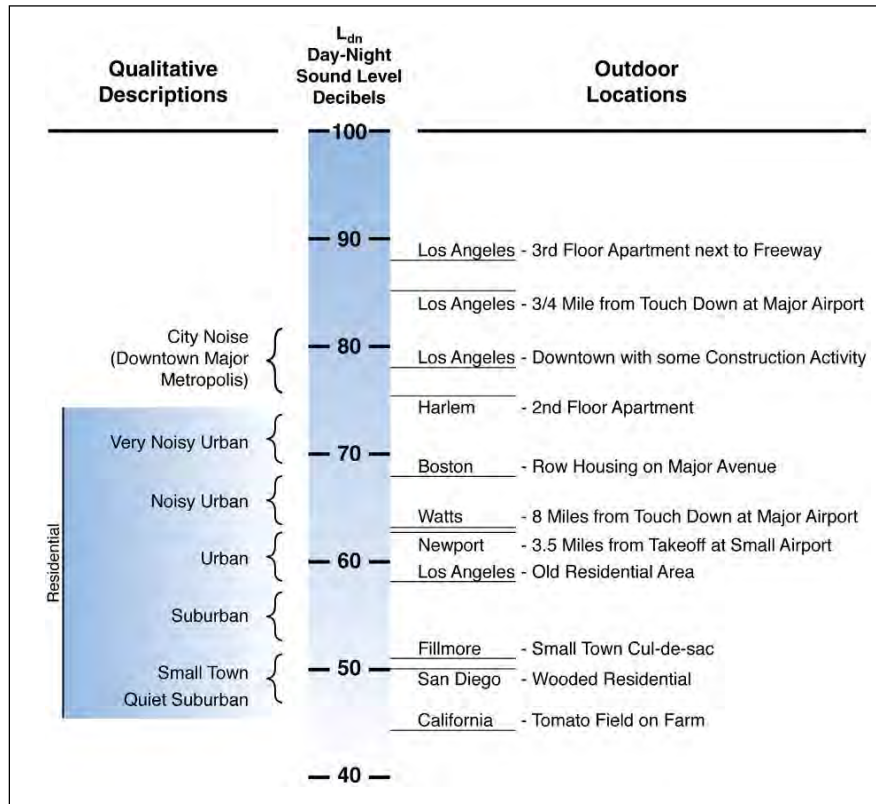 Qualitative
Descriptions
L_dn
Day-Night
Sound Level
Decibels
Outdoor
Locations
100
90
80
70
60
50
40
City Noise
(Downtown Major
Metropolis)
Residential
Very Noisy Urban
Noisy Urban
Urban
Suburban
Small Town
Quiet Suburban
Los Angeles - 3rd Floor Apartment next to Freeway
Los Angeles - 3/4 Mile from Touch Down at Major Airport
Los Angeles - Downtown with some Construction Activity
Harlem - 2nd Floor Apartment
Boston - Row Housing on Major Avenue
Watts - 8 Miles from Touch Down at Major Airport
Newport - 3.5 Miles from Takeoff at Small Airport
Los Angeles - Old Residential Area
Fillmore - Small Town Cul-de-sac
San Diego - Wooded Residential
California - Tomato Field on Farm